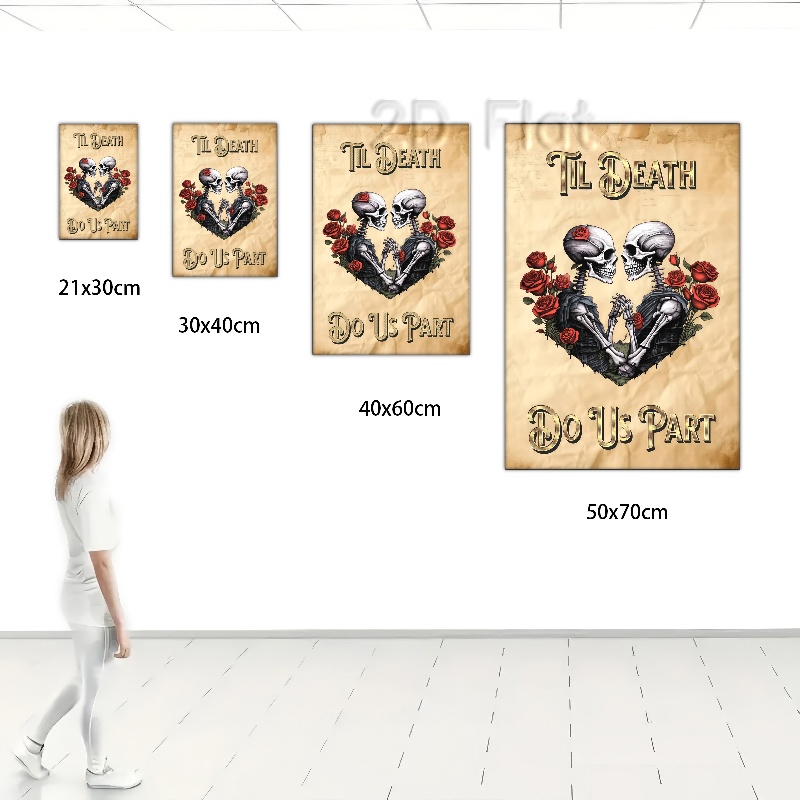 2D Flat
TIL DEATH
DO US PART
21x30cm
TIL DEATH
DO US PART
30x40cm
TIL DEATH
DO US PART
40x60cm
TIL DEATH
DO US PART
50x70cm